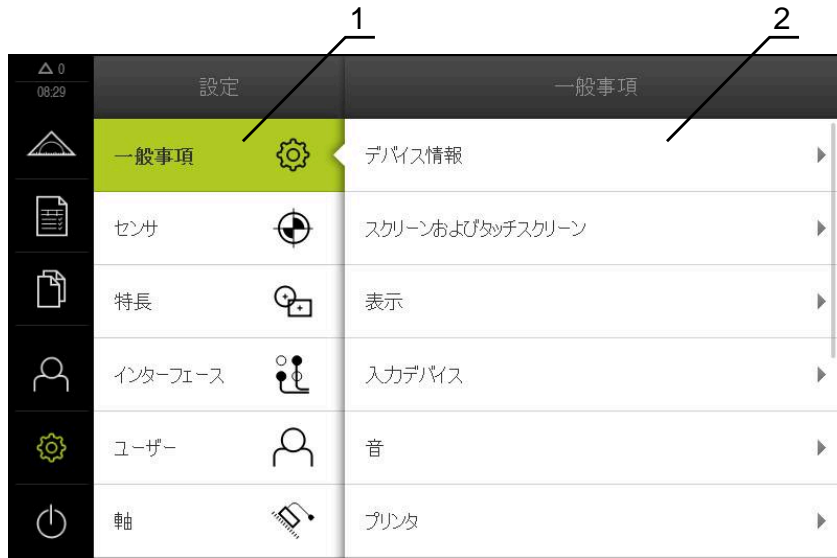 1
2
0
08:29
設定
一般事項
一般事項
センサ
特長
インターフェース
ユーザー
軸
デバイス情報
スクリーンおよびタッチスクリーン
表示
入力デバイス
音
プリンタ